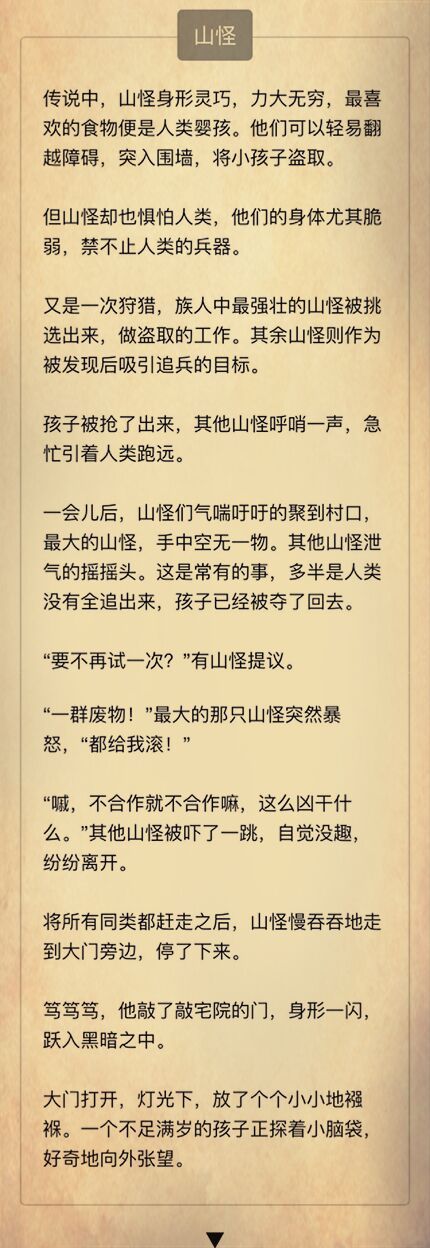 山怪
传说中，山怪身形灵巧，力大无穷，最喜
欢的食物便是人类婴孩。他们可以轻易翻
越障碍，突入围墙，将小孩子盗取。
但山怪却也惧怕人类，他们的身体尤其脆
弱，禁不止人类的兵器。
又是一次狩猎，族人中最强壮的山怪被挑
选出来，做盗取的工作。其余山怪则作为
被发现后吸引追兵的目标。
孩子被抢了出来，其他山怪呼哨一声，急
忙引着人类跑远。
一会儿后，山怪们气喘吁吁的聚到村口，
最大的山怪，手中空无一物。其他山怪泄
气的摇摇头。这是常有的事，多半是人类
没有全追出来，孩子已经被夺了回去。
“要不再试一次？”有山怪提议。
“一群废物！”最大的那只山怪突然暴
怒，“都给我滚！”
“嘁，不合作就不合作嘛，这么凶干什
么。”其他山怪被吓了一跳，自觉没趣，
纷纷离开。
将所有同类都赶走之后，山怪慢吞吞地走
到大门旁边，停了下来。
笃笃笃，他敲了敲宅院的门，身形一闪，
跃入黑暗之中。
大门打开，灯光下，放了个个小小地襁
褓。一个不足满岁的孩子正探着小脑袋，
好奇地向外张望。